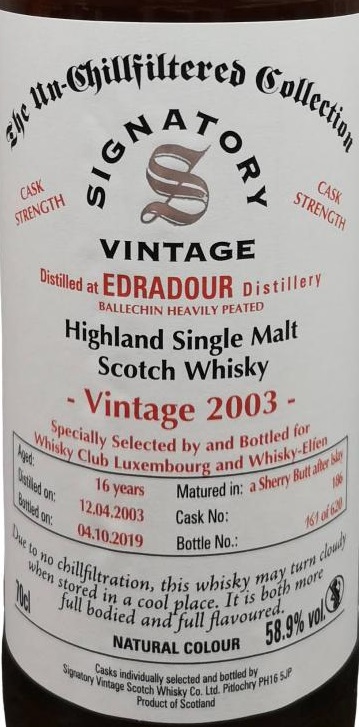 The Un-Chillfiltered Collection
SIGNATORY
S
VINTAGE
CASK STRENGTH
CASK STRENGTH
Distilled at EDRADOUR Distillery
BALLECHIN HEAVILY PEATED
Highland Single Malt
Scotch Whisky
- Vintage 2003 -
Specially Selected by and Bottled for
Whisky Club Luxembourg and Whisky-Elfen
Aged: 16 years
Distilled on: 12.04.2003
Bottled on: 04.10.2019
Matured in: a Sherry Butt after Islay
Cask No: 186
Bottle No.: 161 of 620
Due to no chillfiltration, this whisky may turn cloudy
when stored in a cool place. It is both more
full bodied and full flavoured.
70cl
NATURAL COLOUR
58.9% vol.
Casks individually selected and bottled by
Signatory Vintage Scotch Whisky Co. Ltd. Pitlochry PH16 5JP
Product of Scotland